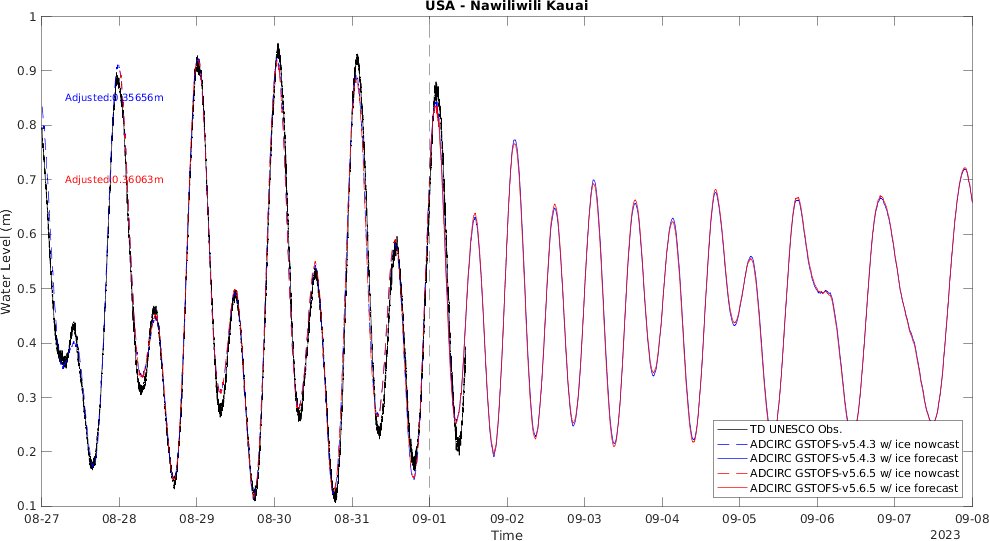 USA - Nawiliwili Kauai
1
0.9
0.8
0.7
0.6
0.5
0.4
0.3
0.2
0.1
Water Level (m)
Adjusted:0.35656m
Adjusted:0.36063m
TD UNESCO Obs.
ADCIRC GSTOFS-v5.4.3 w/ ice nowcast
ADCIRC GSTOFS-v5.4.3 w/ ice forecast
ADCIRC GSTOFS-v5.6.5 w/ ice nowcast
ADCIRC GSTOFS-v5.6.5 w/ ice forecast
08-27 08-28 08-29 08-30 08-31 09-01 09-02 09-03 09-04 09-05 09-06 09-07 09-08
Time
2023